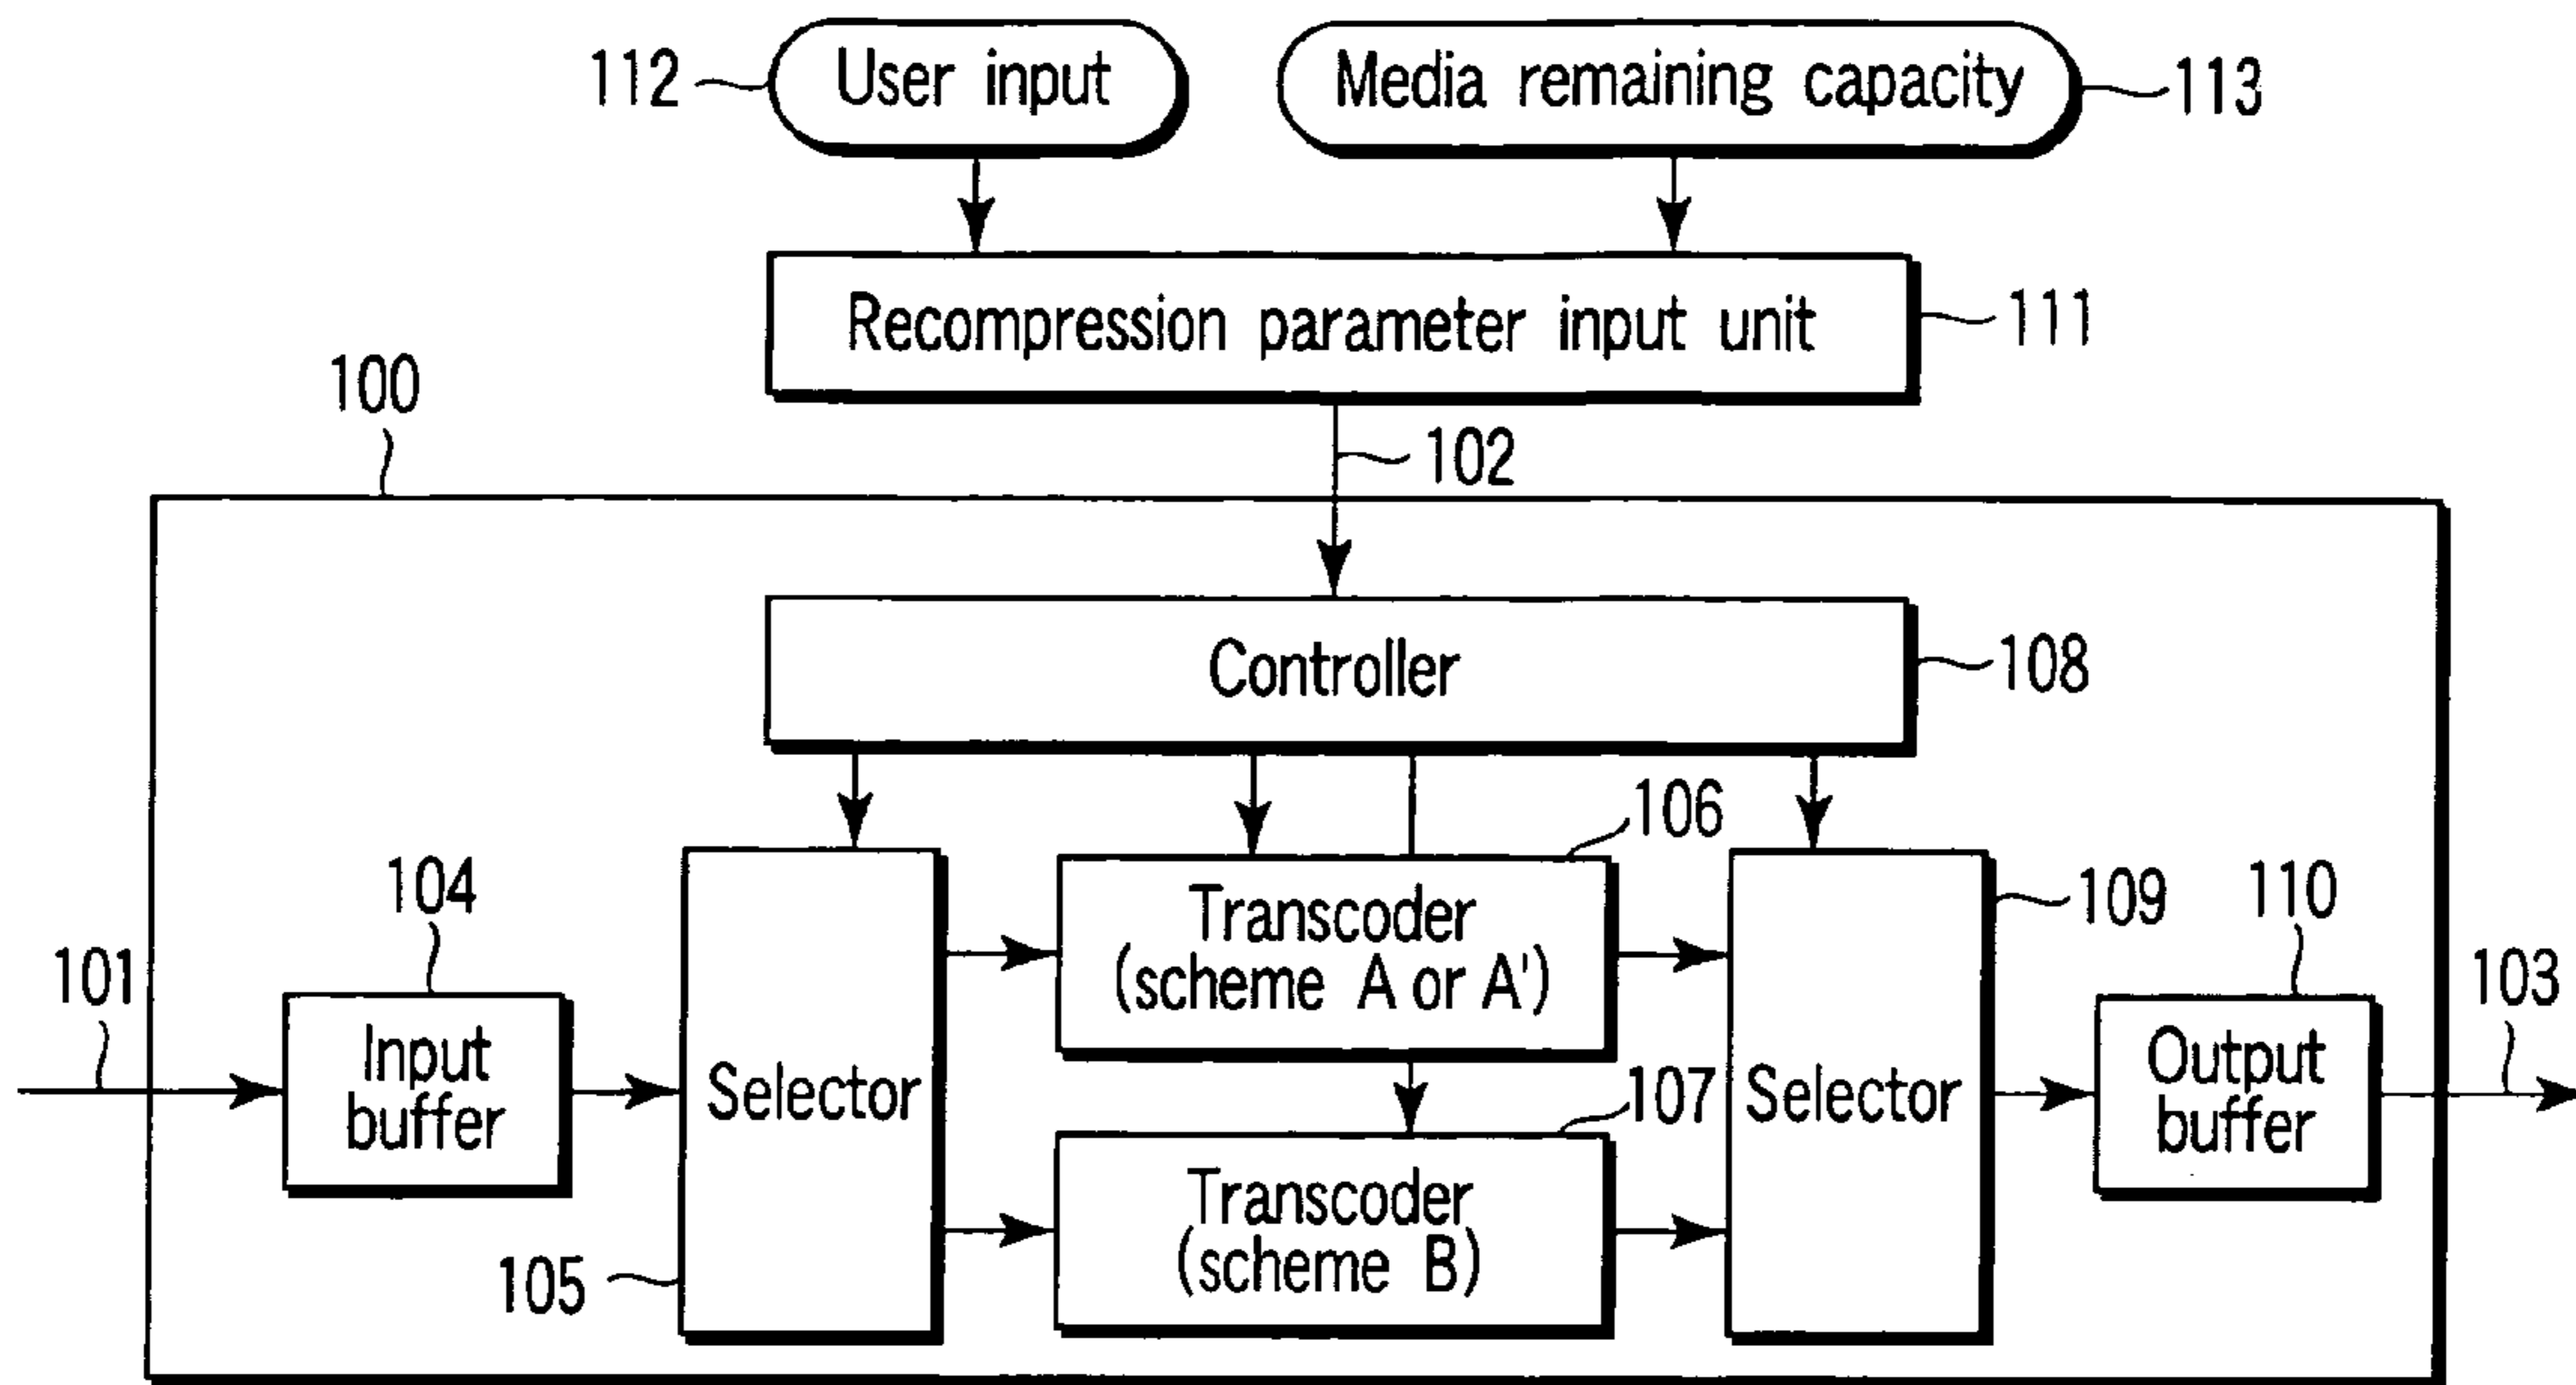 112
User input
Media remaining capacity
113
Recompression parameter input unit
111
100
102
Controller
108
106
104
Transcoder
(scheme A or A')
109
110
101
103
Input
buffer
Selector
107
Selector
Output
buffer
Transcoder
(scheme B)
105